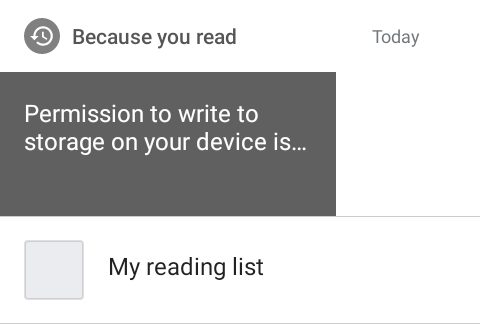 Because you read
Today
Permission to write to
storage on your device is...
My reading list